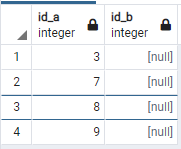 id_a id_b
integer integer
1 3 [null]
2 7 [null]
3 8 [null]
4 9 [null]